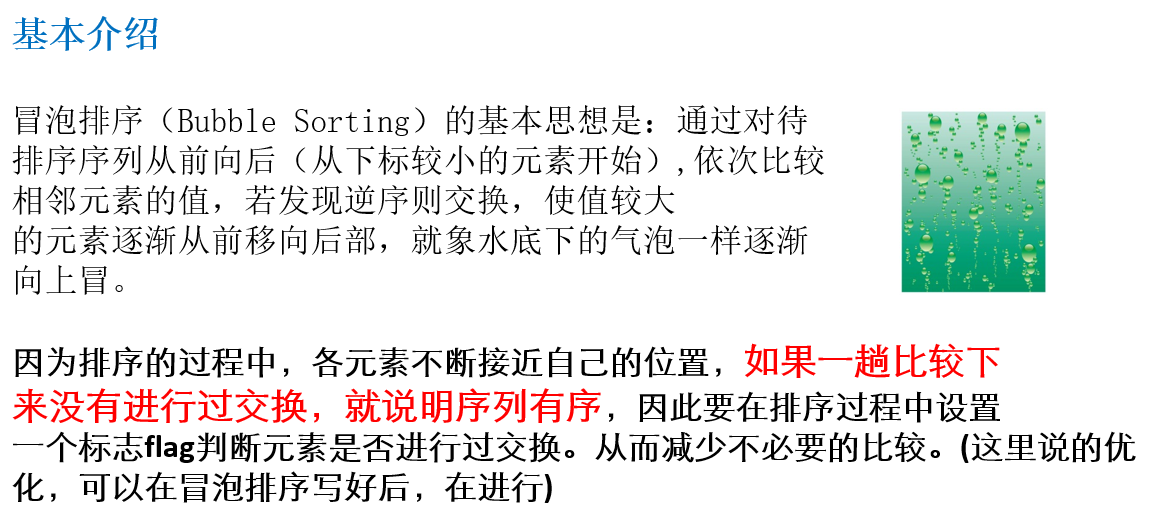 基本介绍
冒泡排序（Bubble Sorting）的基本思想是：通过对待
排序序列从前向后（从下标较小的元素开始）,依次比较
相邻元素的值，若发现逆序则交换，使值较大
的元素逐渐从前移向后部，就象水底下的气泡一样逐渐
向上冒。
因为排序的过程中，各元素不断接近自己的位置，如果一趟比较下
来没有进行过交换，就说明序列有序，因此要在排序过程中设置
一个标志flag判断元素是否进行过交换。从而减少不必要的比较。(这里说的优
化，可以在冒泡排序写好后，在进行)